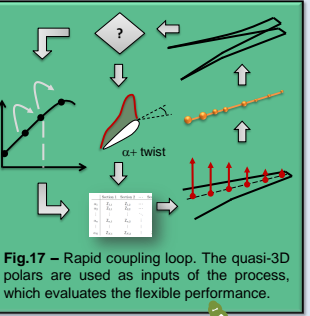 ?
α+ twist
Fig.17 – Rapid coupling loop. The quasi-3D
polars are used as inputs of the process,
which evaluates the flexible performance.